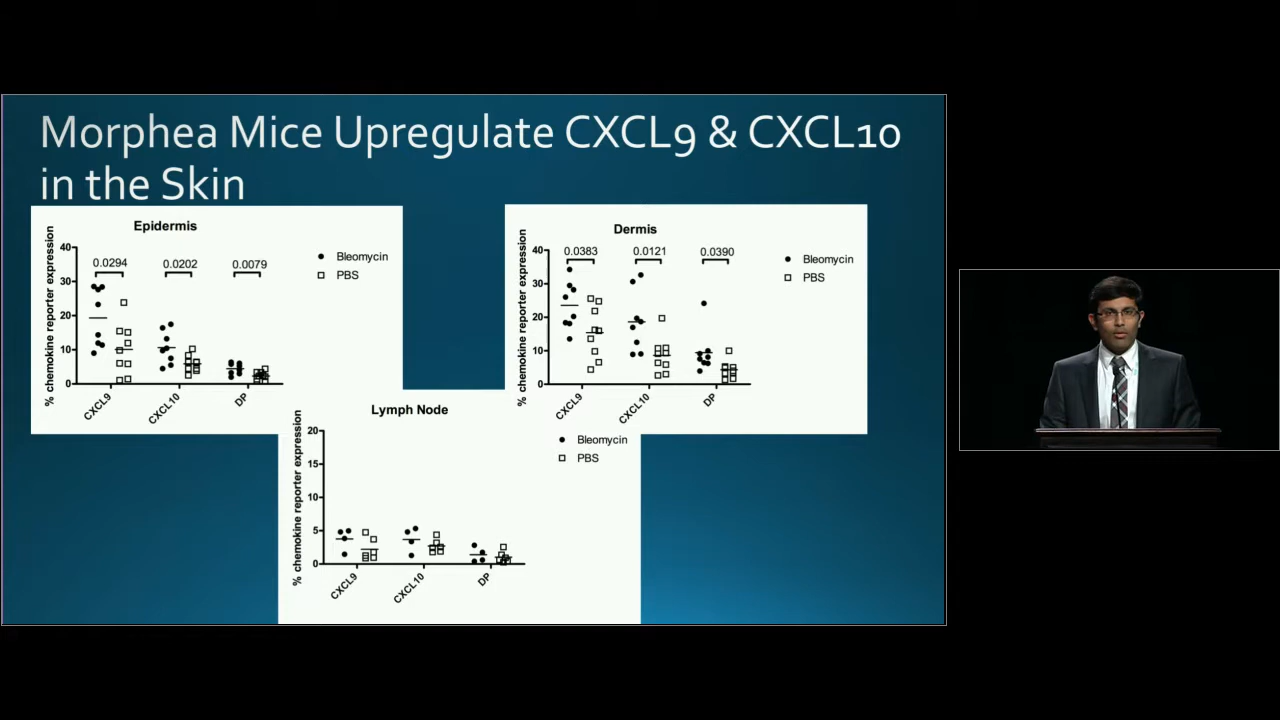 Morphea Mice Upregulate CXCL9 & CXCL10
in the Skin
Epidermis
% chemokine reporter expression
40
30
20
10
0
0.0294
0.0202
0.0079
CXCL9
CXCL10
DP
Bleomycin
PBS
Dermis
% chemokine reporter expression
40
30
20
10
0
0.0383
0.0121
0.0390
CXCL9
CXCL10
DP
Bleomycin
PBS
Lymph Node
% chemokine reporter expression
20
15
10
5
0
CXCL9
CXCL10
DP
Bleomycin
PBS